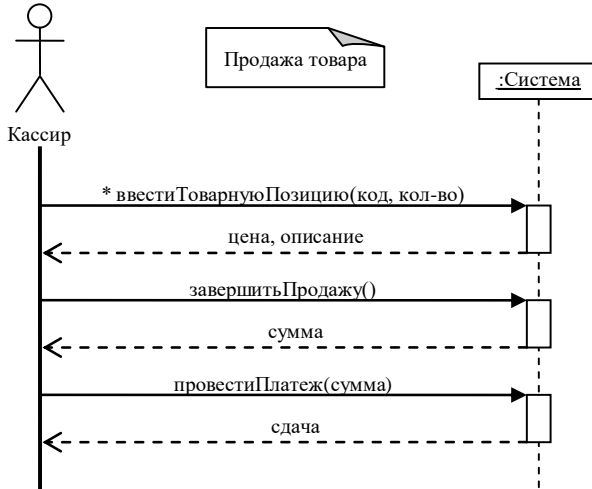 Продажа товара
:Система
Кассир
* ввестиТоварнуюПозицию(код, кол-во)
цена, описание
завершитьПродажу()
сумма
провестиПлатеж(сумма)
сдача